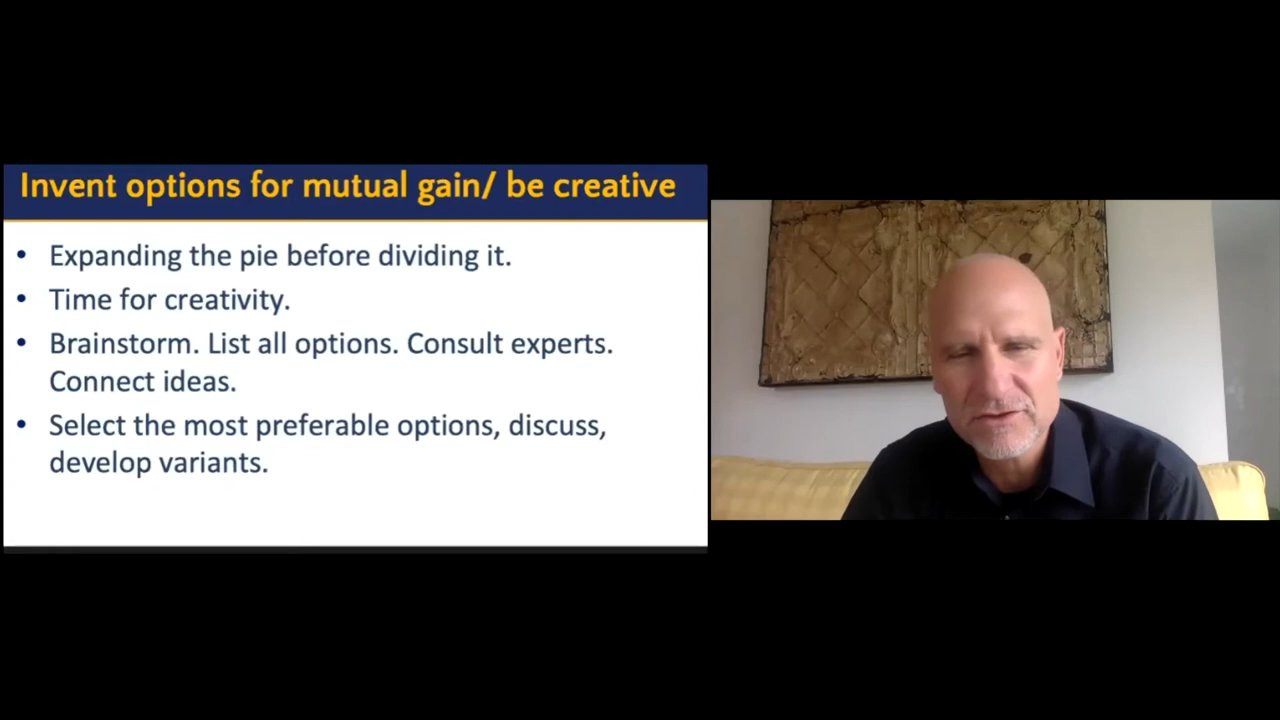 Invent options for mutual gain/ be creative
• Expanding the pie before dividing it.
• Time for creativity.
• Brainstorm. List all options. Consult experts.
Connect ideas.
• Select the most preferable options, discuss,
develop variants.